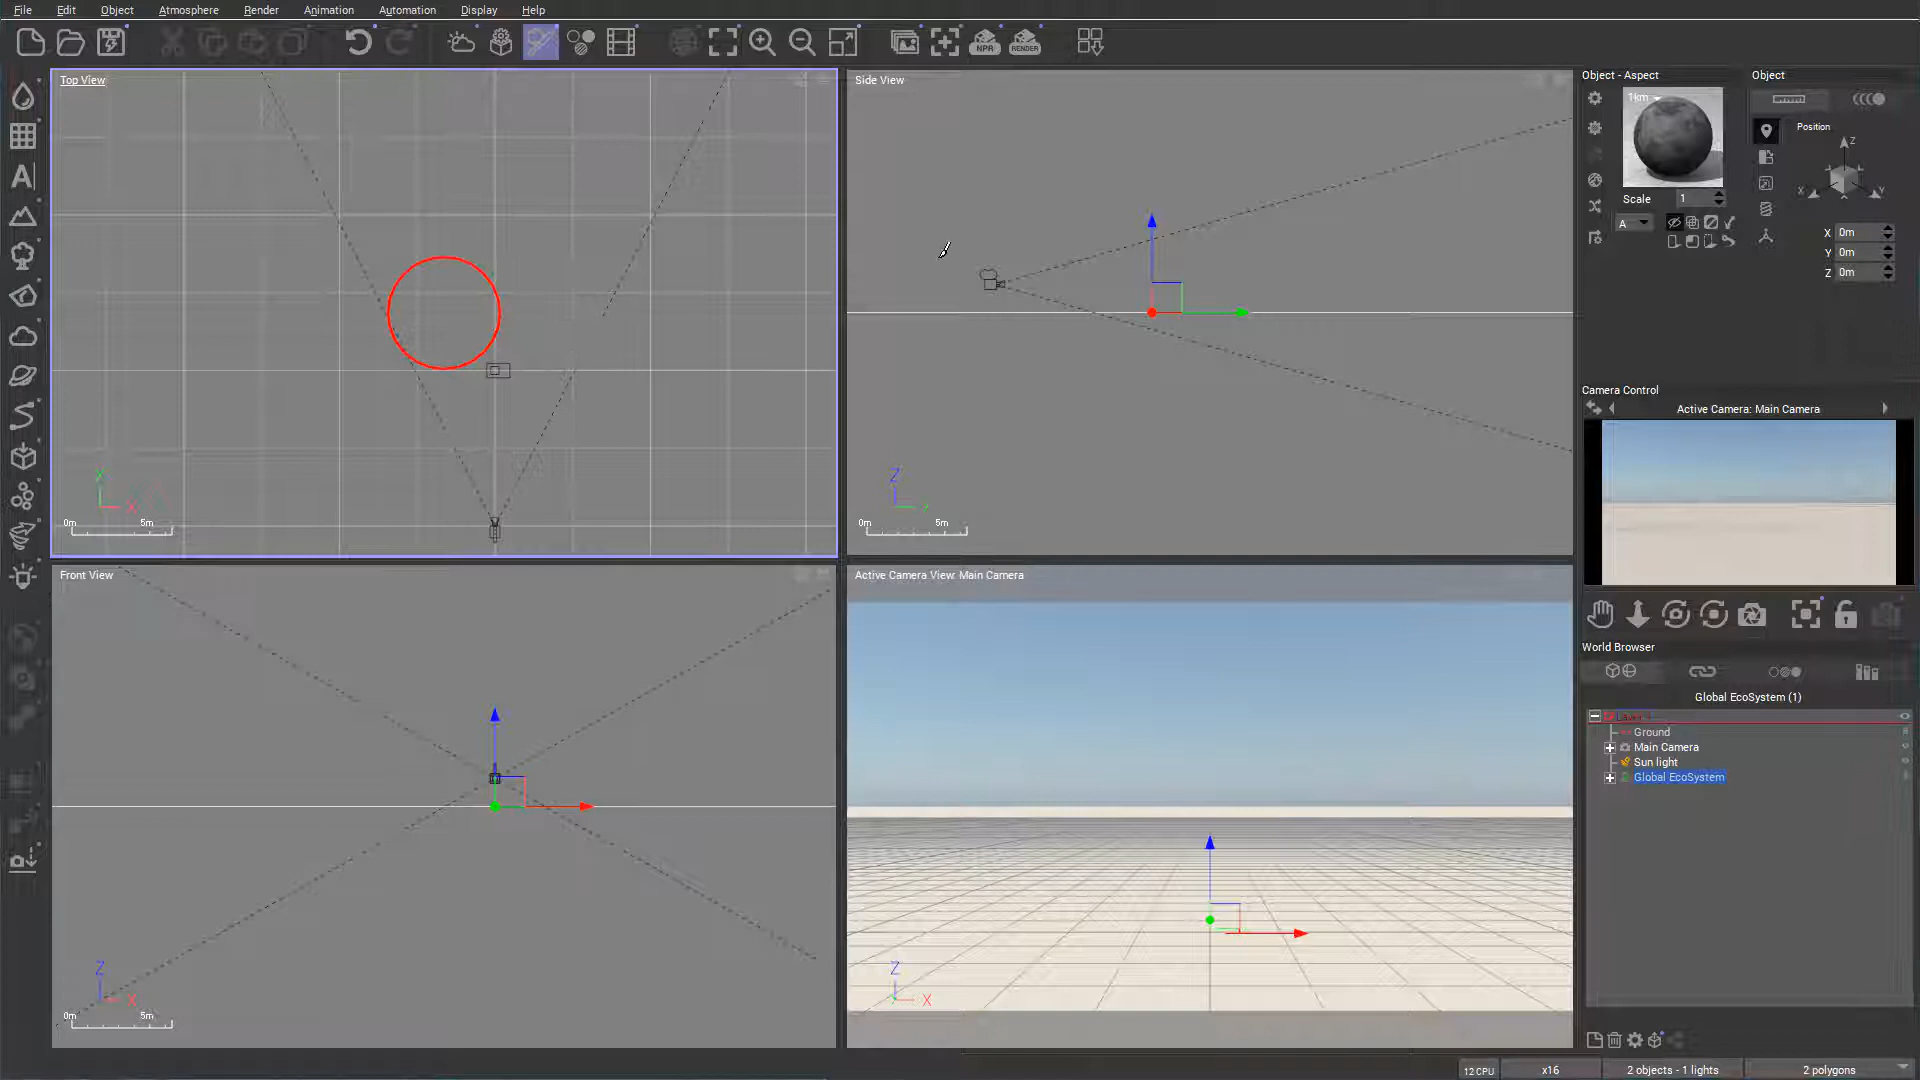 File Edit Object Atmosphere Render Animation Automation Display Help
NPR RENDER
Top View
0m 5m
X
Side View
Z
0m 5m
Front View
Z
X
0m 5m
Active Camera View: Main Camera
Z
X
Object - Aspect
1km
Scale 1
A
Object
Position
Z
X Y
X 0m
Y 0m
Z 0m
Camera Control
Active Camera: Main Camera
World Browser
Global EcoSystem (1)
Ground
Main Camera
Sun light
Global EcoSystem
12 CPU x16 2 objects - 1 lights 2 polygons